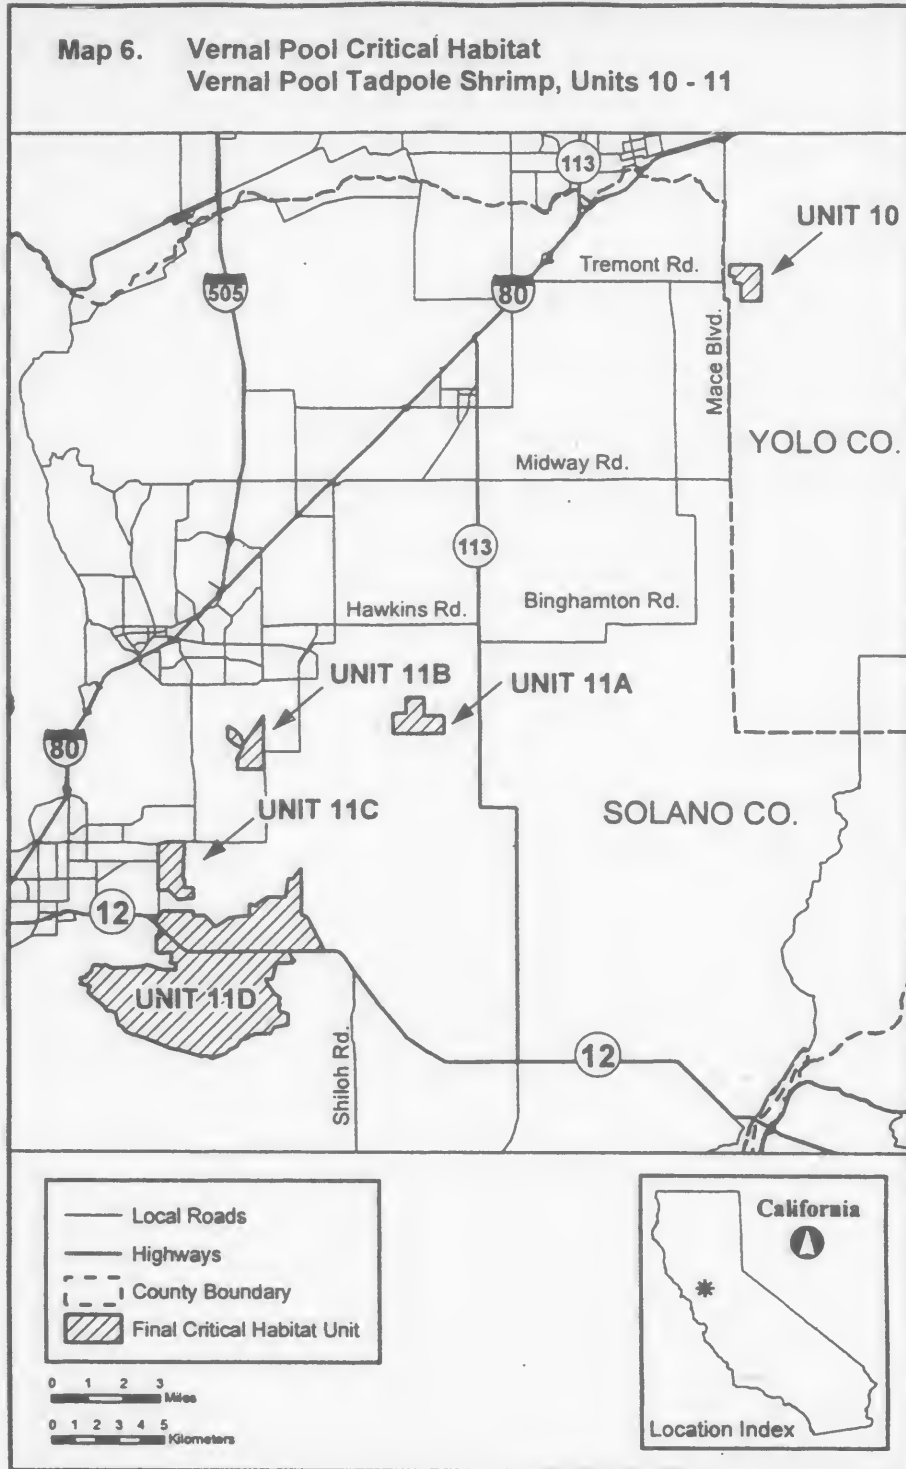 Map 6. Vernal Pool Critical Habitat
Vernal Pool Tadpole Shrimp, Units 10 - 11
113
UNIT 10
Tremont Rd.
505
80
Mace Blvd.
YOLO CO.
Midway Rd.
113
Hawkins Rd.
Binghamton Rd.
UNIT 11B
UNIT 11A
80
UNIT 11C
SOLANO CO.
12
UNIT 11D
Shiloh Rd.
12
Local Roads
Highways
County Boundary
Final Critical Habitat Unit
0 1 2 3
Miles
0 1 2 3 4 5
Kilometers
California
Location Index